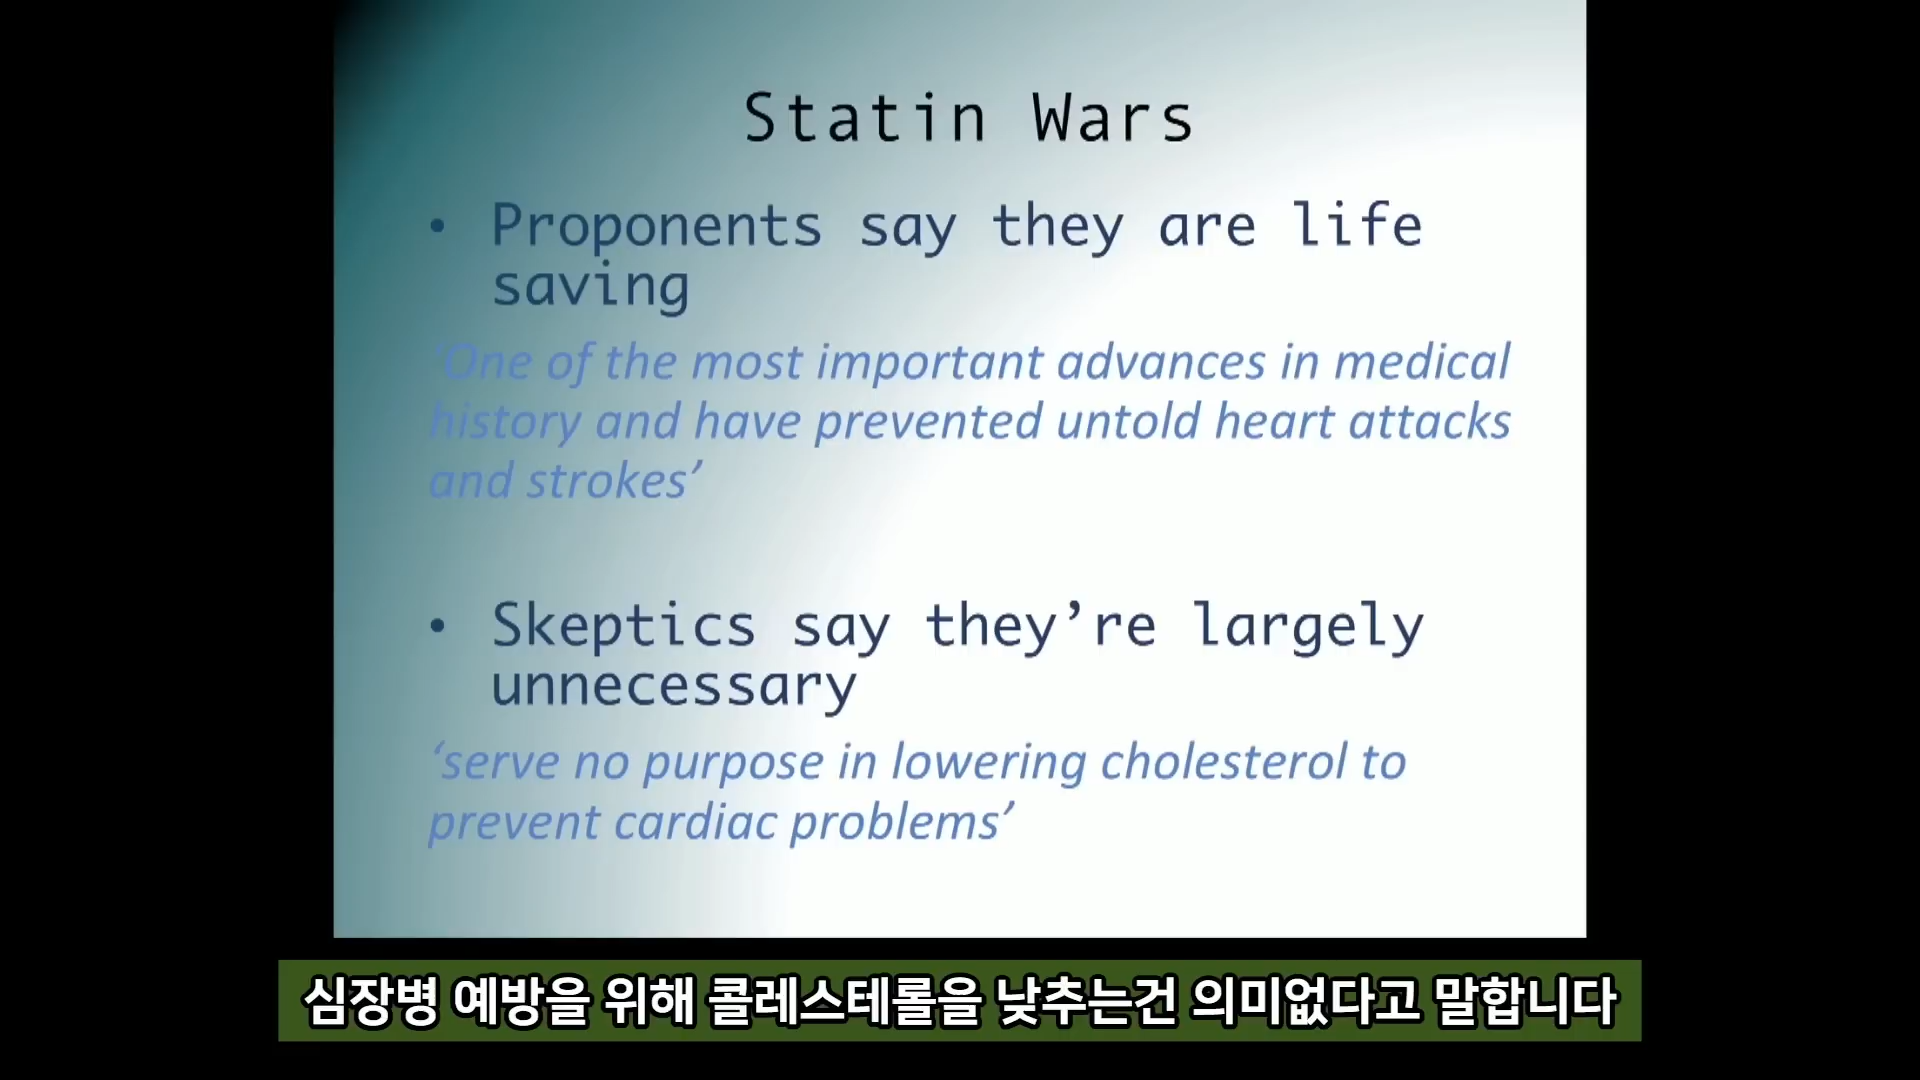 Statin Wars
• Proponents say they are life
saving
‘One of the most important advances in medical
history and have prevented untold heart attacks
and strokes’
• Skeptics say they’re largely
unnecessary
‘serve no purpose in lowering cholesterol to
prevent cardiac problems’
심장병 예방을 위해 콜레스테롤을 낮추는건 의미없다고 말합니다